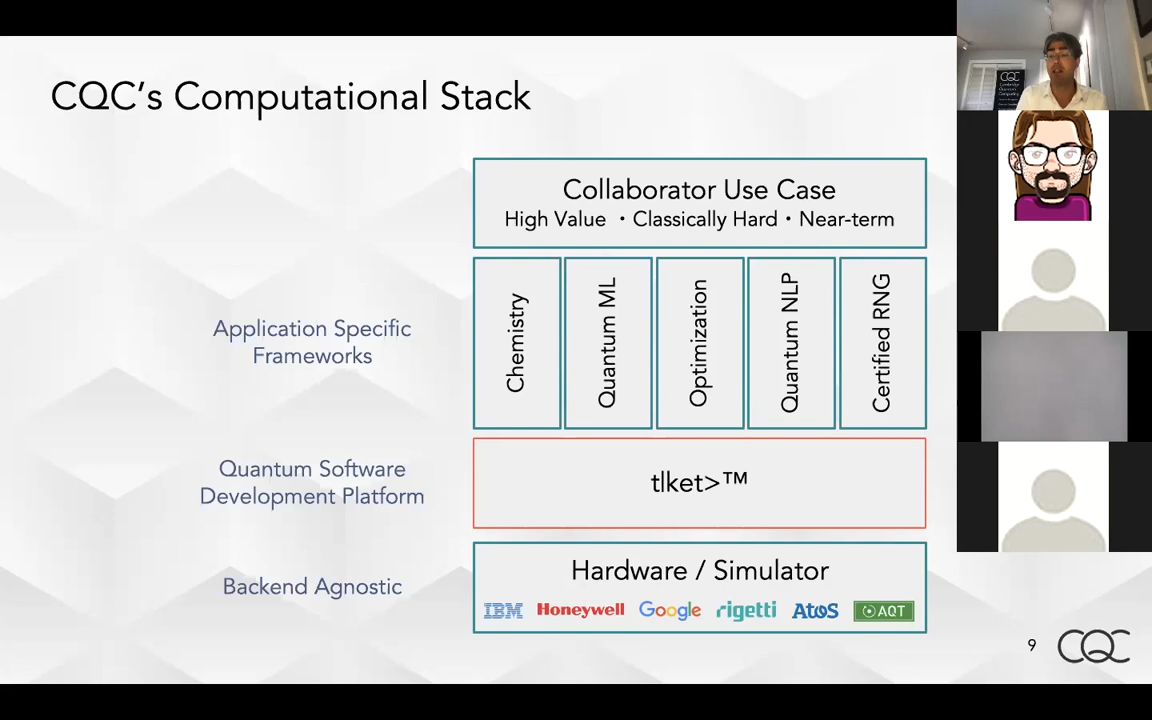 CQC's Computational Stack
Collaborator Use Case
High Value · Classically Hard · Near-term
Application Specific
Frameworks
Chemistry
Quantum ML
Optimization
Quantum NLP
Certified RNG
Quantum Software
Development Platform
t|ket>™
Backend Agnostic
Hardware / Simulator
IBM Honeywell Google rigetti Atos AQT
9
CQC
CQC